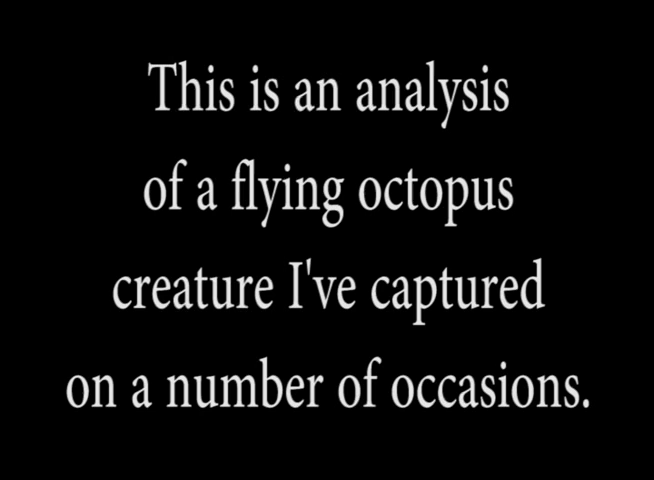 This is an analysis
of a flying octopus
creature I've captured
on a number of occasions.